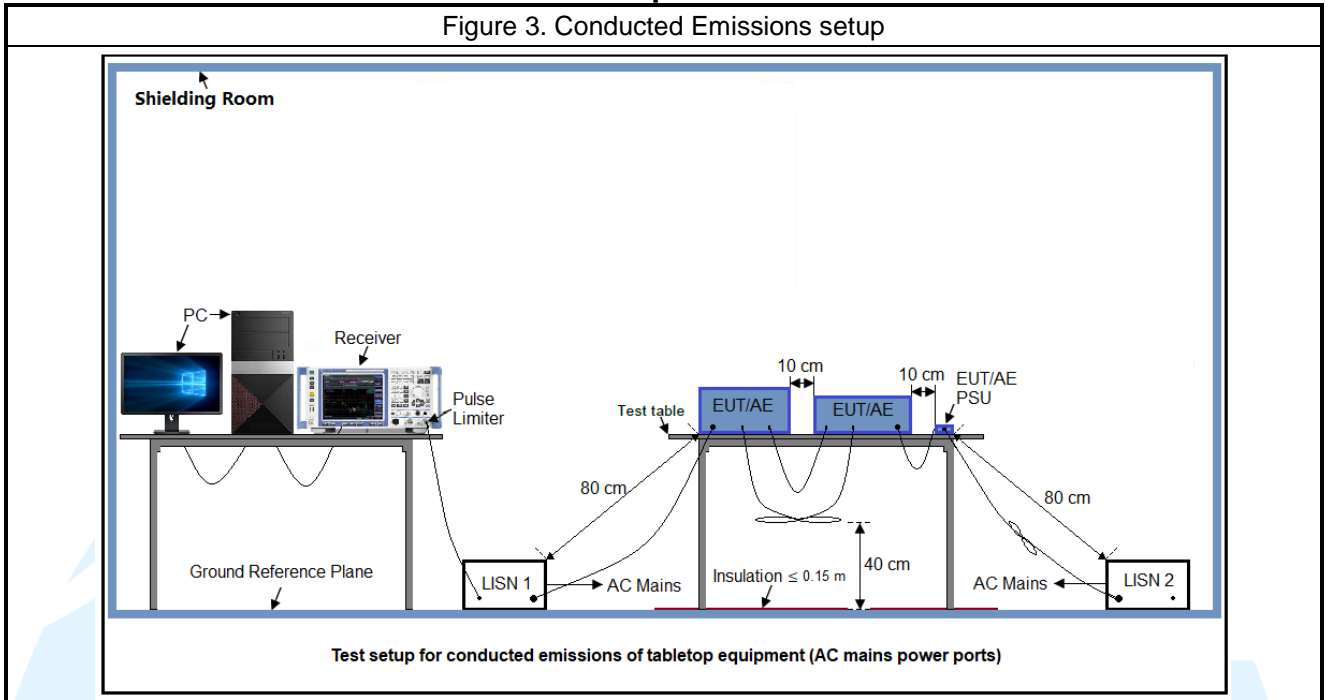 Figure 3. Conducted Emissions setup
Shielding Room
PC
Receiver
Pulse
Limiter
10 cm
10 cm
EUT/AE
PSU
Test table
EUT/AE
EUT/AE
80 cm
80 cm
40 cm
Ground Reference Plane
LISN 1
AC Mains
Insulation ≤ 0.15 m
AC Mains
LISN 2
Test setup for conducted emissions of tabletop equipment (AC mains power ports)